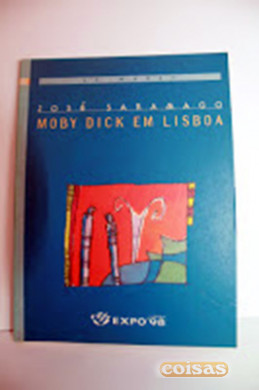 JOSÉ SARAMAGO
MOBY DICK EM LISBOA
EXPO'98
coisas